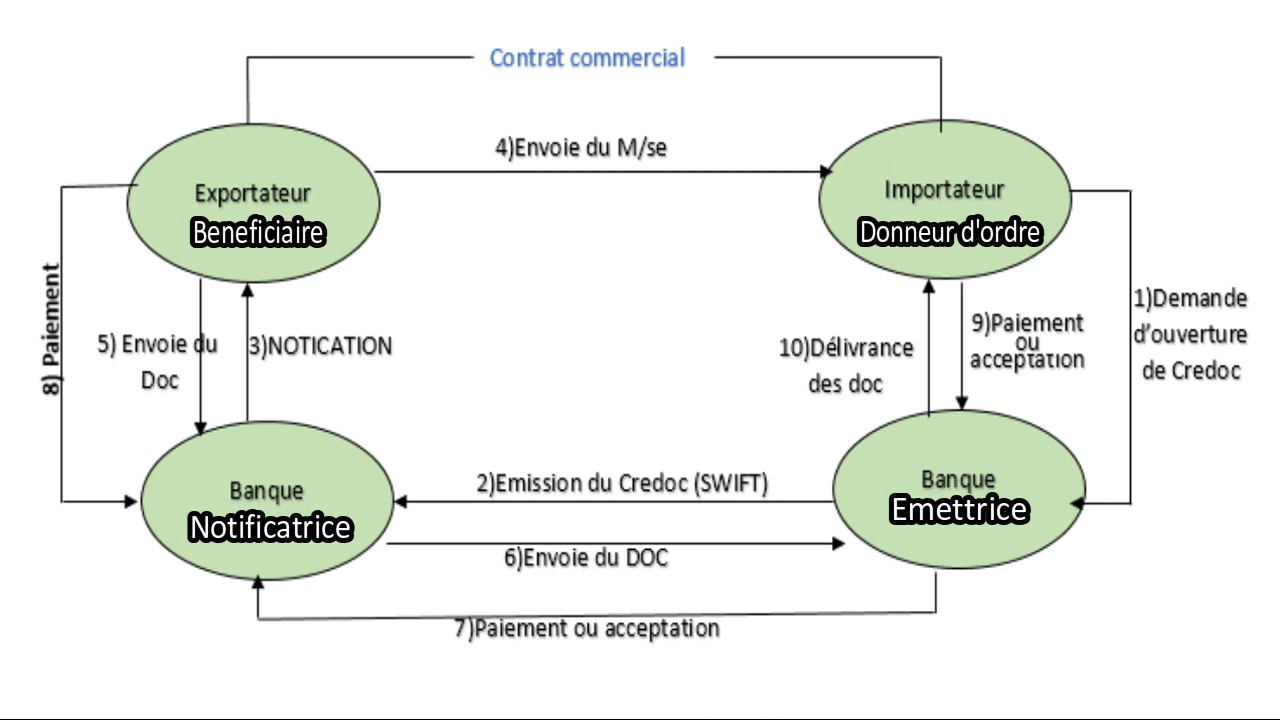 Contrat commercial
4)Envoie du M/se
Exportateur
Beneficiaire
Importateur
Donneur d'ordre
8) Paiement
5) Envoie du
Doc
3)NOTICATION
10)Délivrance
des doc
9)Paiement
ou
acceptation
1)Demande
d’ouverture
de Credoc
Banque
Notificatrice
2)Emission du Credoc (SWIFT)
6)Envoie du DOC
Banque
Emettrice
7)Paiement ou acceptation